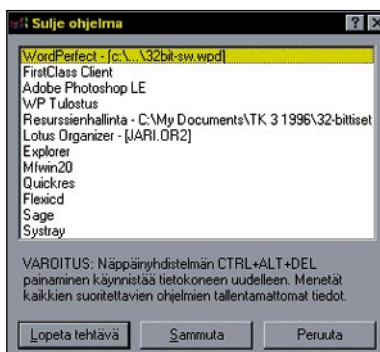 Sulje ohjelma
WordPerfect - [c:\...\32bit-sw.wpd]
FirstClass Client
Adobe Photoshop LE
WP Tulostus
Resurssienhallinta - C:\My Documents\TK 3 1996\32-bittiset
Lotus Organizer - [JARI.OR2]
Explorer
Mfwin20
Quickres
Flexicd
Sage
Systray
VAROITUS: Näppäinyhdistelmän CTRL+ALT+DEL
painaminen käynnistää tietokoneen uudelleen. Menetät
kaikkien suoritettavien ohjelmien tallentamattomat tiedot.
Lopeta tehtävä Sammuta Peruuta